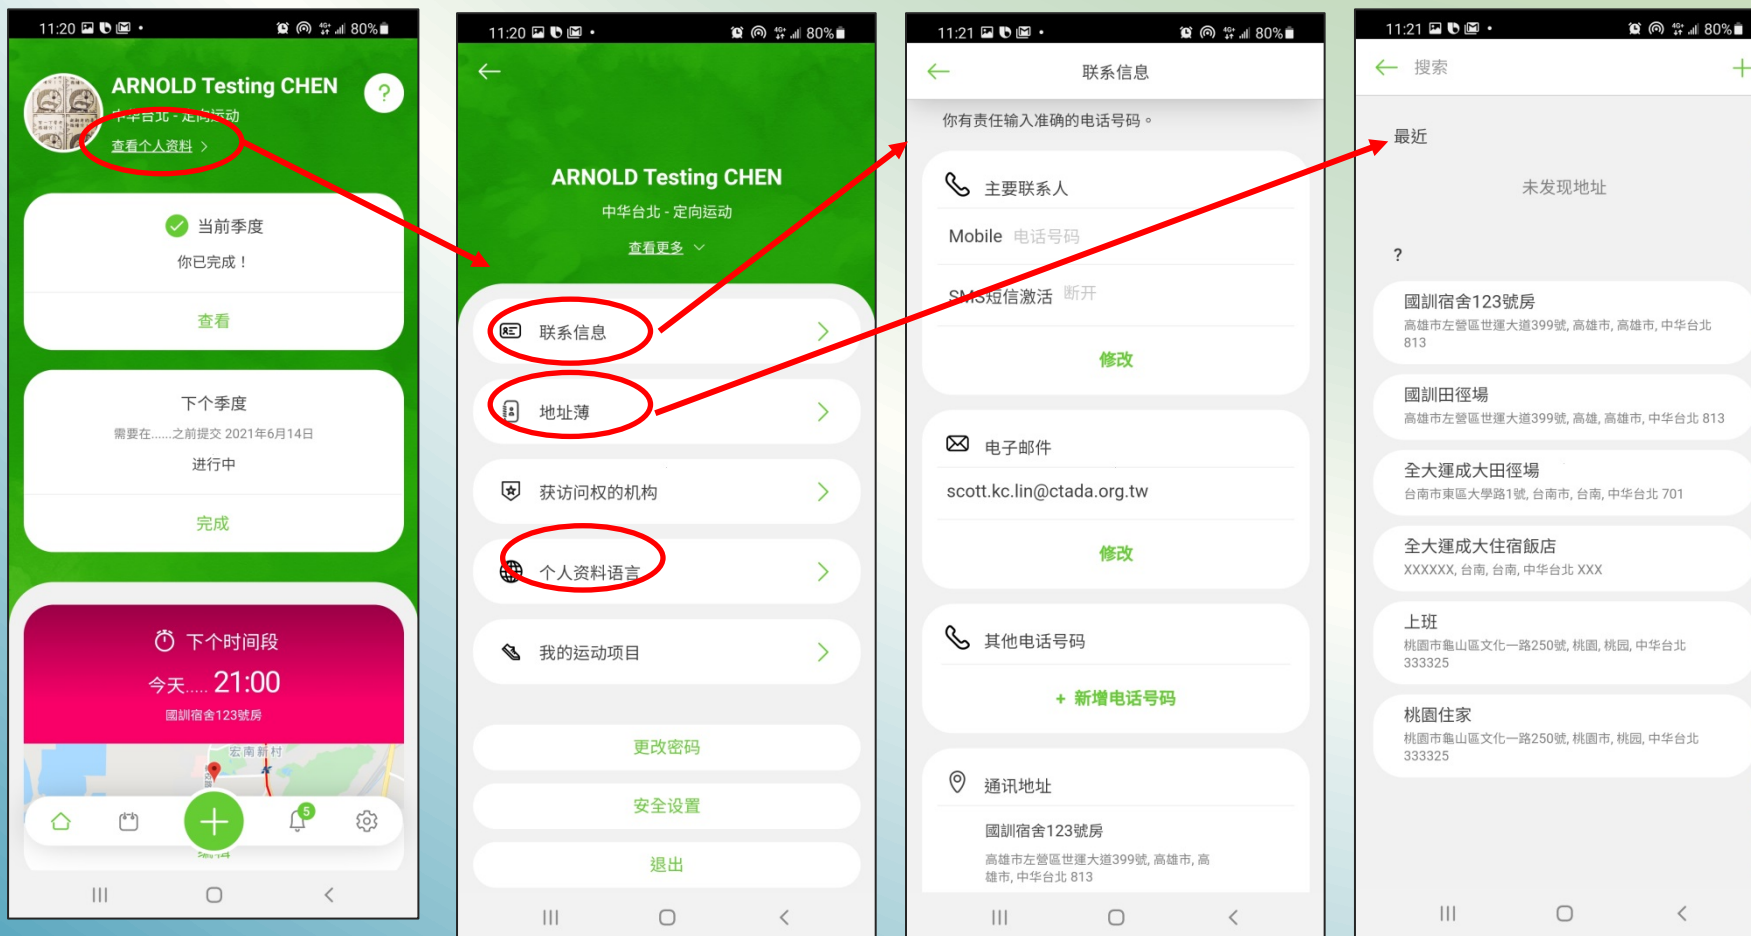 11:20
80%
ARNOLD Testing CHEN
?
中华台北 - 定向运动
查看个人资料 >
当前季度
你已完成！
查看
下个季度
需要在......之前提交 2021年6月14日
进行中
完成
下个时间段
今天..... 21:00
國訓宿舍123號房
宏南新村
5
11:20
80%
ARNOLD Testing CHEN
中华台北 - 定向运动
查看更多
联系信息
地址薄
获访问权的机构
个人资料语言
我的运动项目
更改密码
安全设置
退出
11:21
80%
联系信息
你有责任输入准确的电话号码。
主要联系人
Mobile 电话号码
SMS短信激活 断开
修改
电子邮件
scott.kc.lin@ctada.org.tw
修改
其他电话号码
+ 新增电话号码
通讯地址
國訓宿舍123號房
高雄市左營區世運大道399號, 高雄市, 高
雄市, 中华台北 813
11:21
80%
搜索
最近
未发现地址
?
國訓宿舍123號房
高雄市左營區世運大道399號, 高雄市, 高雄市, 中华台北
813
國訓田徑場
高雄市左營區世運大道399號, 高雄, 高雄市, 中华台北 813
全大運成大田徑場
台南市東區大學路1號, 台南市, 台南, 中华台北 701
全大運成大住宿飯店
XXXXXX, 台南, 台南, 中华台北 XXX
上班
桃園市龜山區文化一路250號, 桃園, 桃园, 中华台北
333325
桃園住家
桃園市龜山區文化一路250號, 桃園市, 桃园, 中华台北
333325